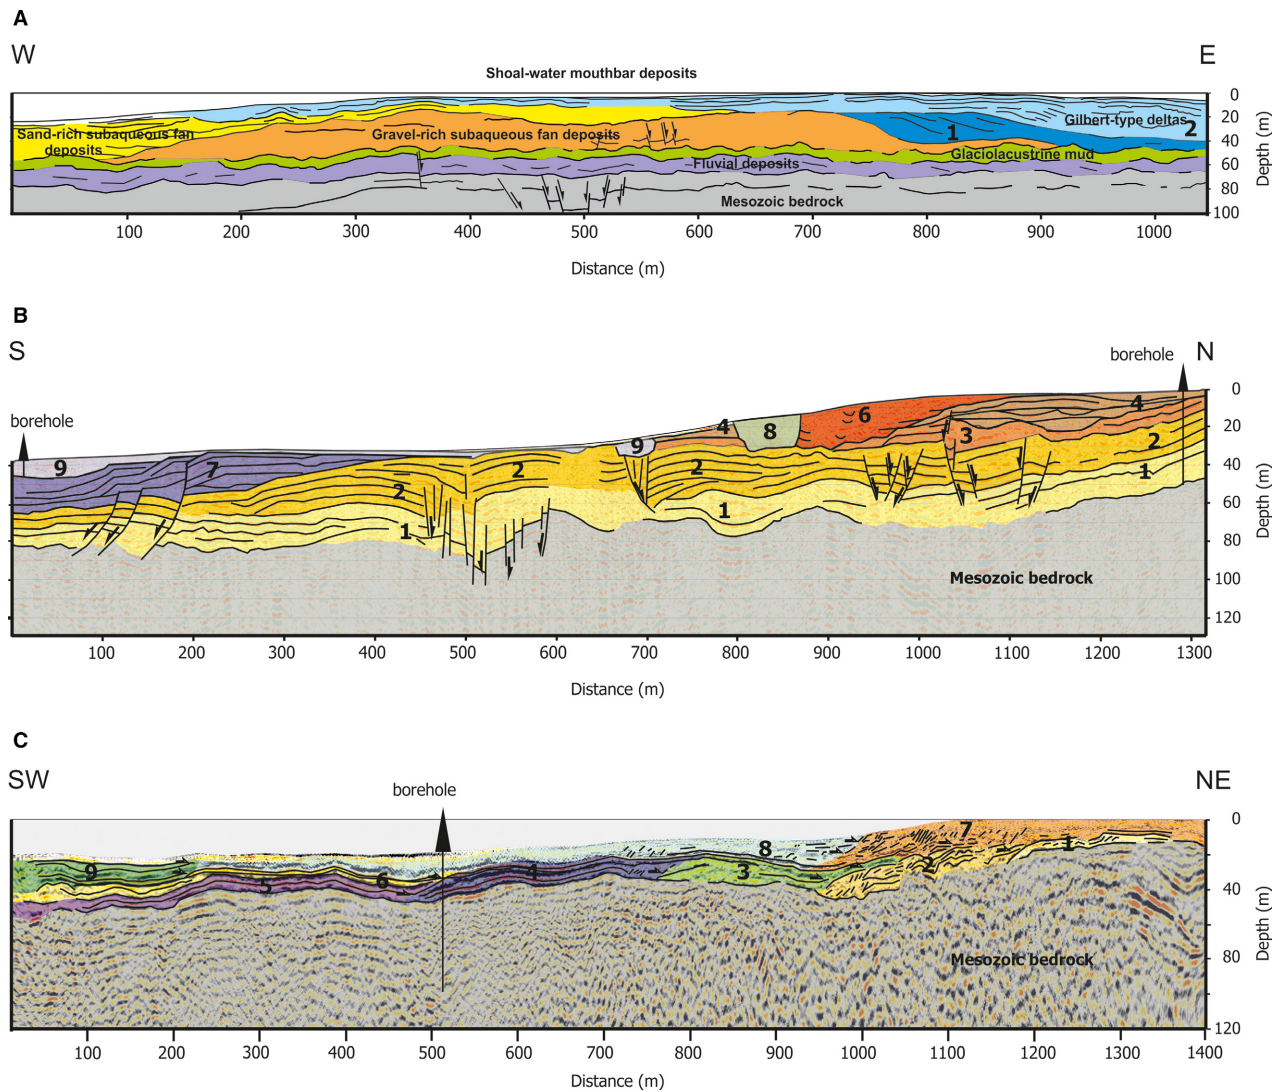 A
W
E
Shoal-water mouthbar deposits
Sand-rich subaqueous fan
deposits
Gravel-rich subaqueous fan deposits
1
Gilbert-type deltas
2
Glaciolacustrine mud
Fluvial deposits
Mesozoic bedrock
0
20
40
60
80
100
Depth (m)
100 200 300 400 500 600 700 800 900 1000
Distance (m)
B
S
N
borehole
borehole
9
7
2
1
2
9
4
2
1
8
6
3
4
2
1
Mesozoic bedrock
0
20
40
60
80
100
120
Depth (m)
100 200 300 400 500 600 700 800 900 1000 1100 1200 1300
Distance (m)
C
SW
NE
borehole
9
5
6
4
3
8
2
7
1
Mesozoic bedrock
0
40
80
120
Depth (m)
100 200 300 400 500 600 700 800 900 1000 1100 1200 1300 1400
Distance (m)